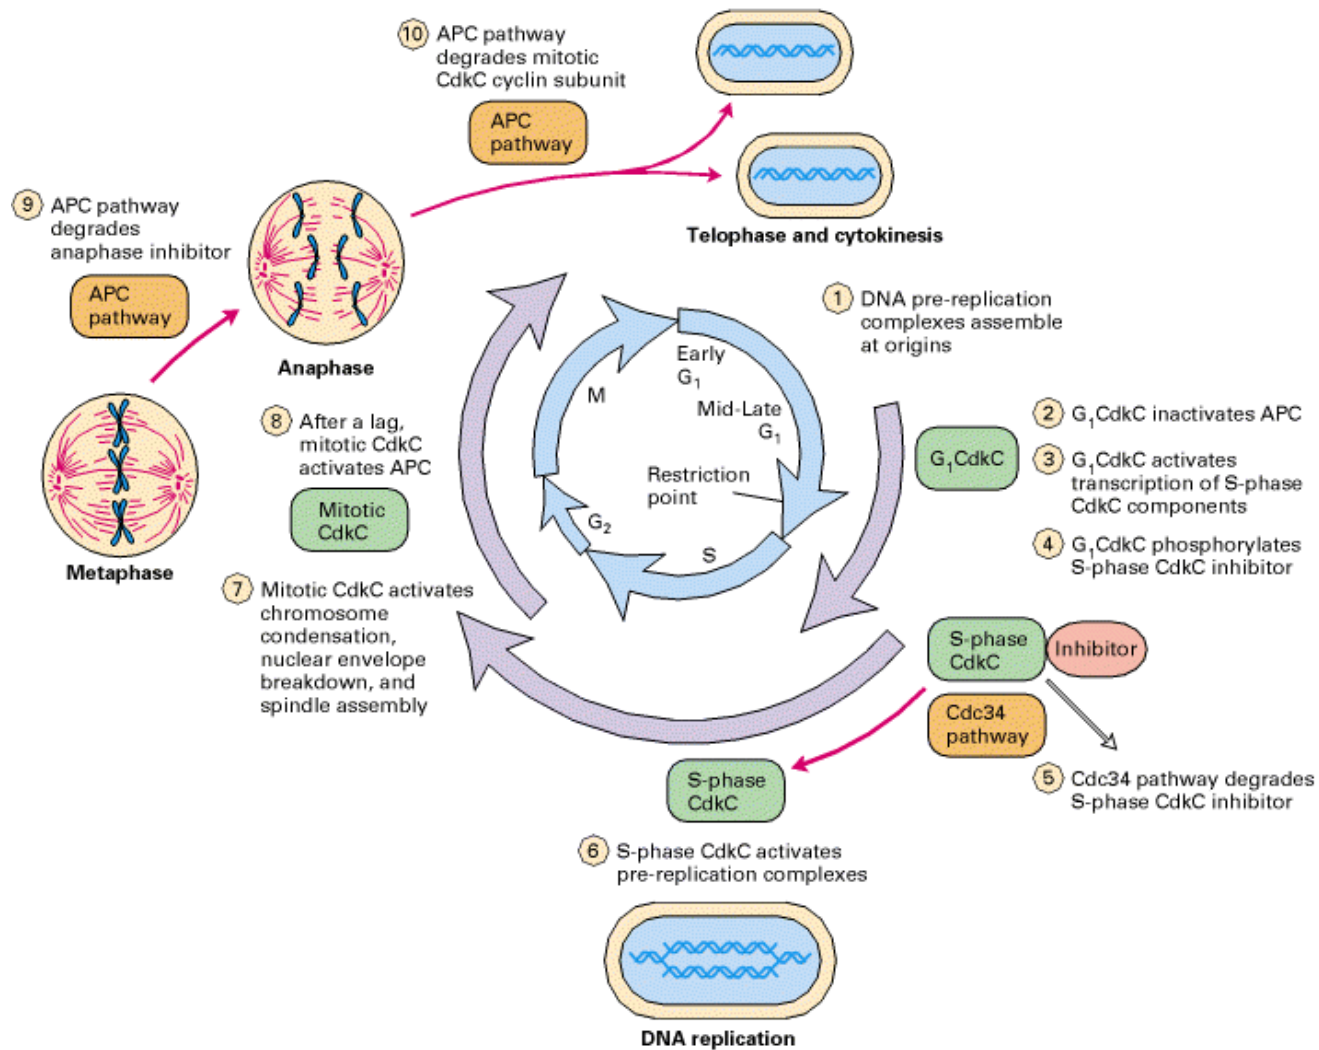 10 APC pathway
degrades mitotic
CdkC cyclin subunit
APC
pathway
9 APC pathway
degrades
anaphase inhibitor
APC
pathway
Telophase and cytokinesis
Anaphase
Metaphase
1 DNA pre-replication
complexes assemble
at origins
Early
G1
Mid-Late
G1
Restriction
point
S
G2
M
2 G1CdkC inactivates APC
G1CdkC
3 G1CdkC activates
transcription of S-phase
CdkC components
4 G1CdkC phosphorylates
S-phase CdkC inhibitor
S-phase
CdkC
Inhibitor
Cdc34
pathway
5 Cdc34 pathway degrades
S-phase CdkC inhibitor
S-phase
CdkC
6 S-phase CdkC activates
pre-replication complexes
DNA replication
7 Mitotic CdkC activates
chromosome
condensation,
nuclear envelope
breakdown, and
spindle assembly
8 After a lag,
mitotic CdkC
activates APC
Mitotic
CdkC